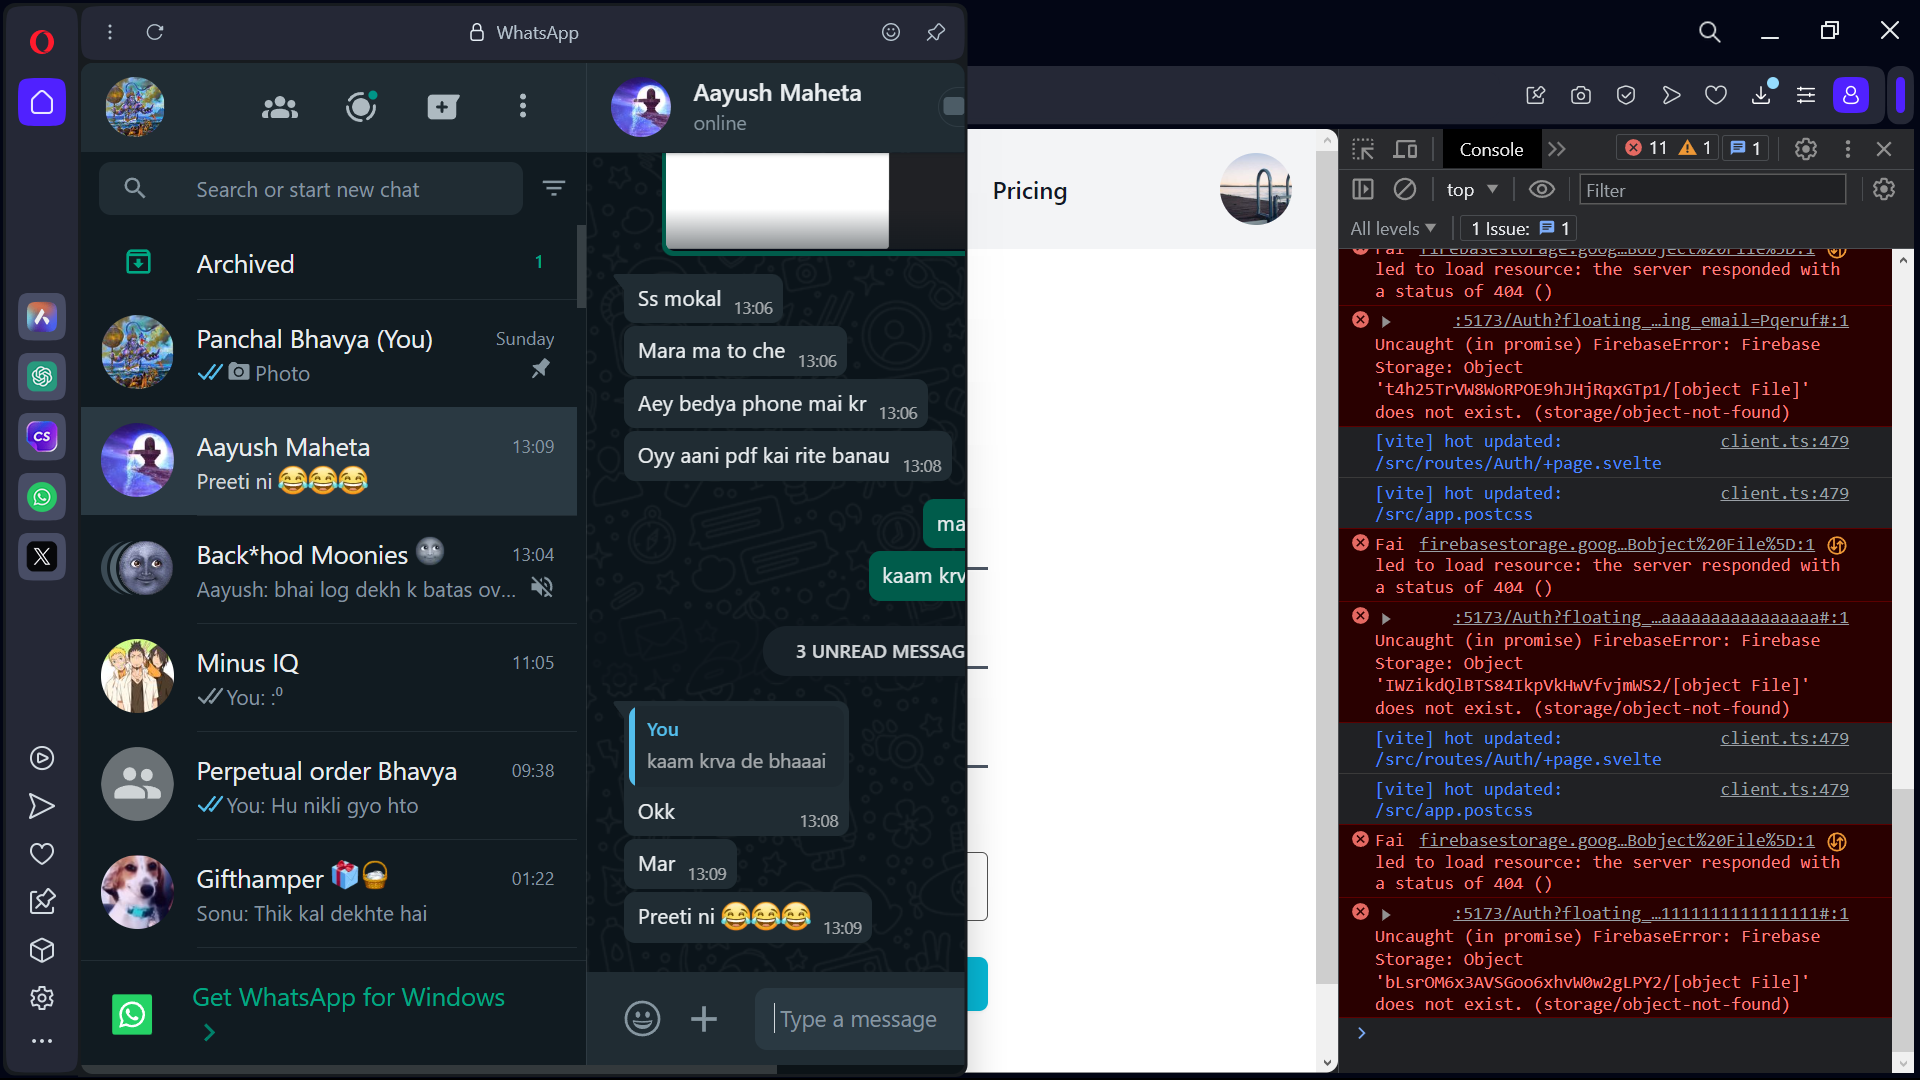 WhatsApp
Search or start new chat
Archived
1
Panchal Bhavya (You)
Sunday
Photo
Aayush Maheta
13:09
Preeti ni 😂😂😂
Back*hod Moonies 🌚
13:04
Aayush: bhai log dekh k batas ov...
Minus IQ
11:05
You: :⁰
Perpetual order Bhavya
09:38
You: Hu nikli gyo hto
Gifthamper 🎁🧺
01:22
Sonu: Thik kal dekhte hai
Get WhatsApp for Windows
Aayush Maheta
online
Ss mokal 13:06
Mara ma to che 13:06
Aey bedya phone mai kr 13:06
Oyy aani pdf kai rite banau 13:08
ma
kaam krv
3 UNREAD MESSAG
You
kaam krva de bhaaai
Okk 13:08
Mar 13:09
Preeti ni 😂😂😂 13:09
Type a message
Pricing
Console
11
1
1
top
Filter
All levels
1 Issue: 1
Fai firebasestorage.goog…Bobject%20File%5D:1
led to load resource: the server responded with
a status of 404 ()
:5173/Auth?floating_…ing_email=Pqeruf#:1
Uncaught (in promise) FirebaseError: Firebase
Storage: Object
't4h25TrVW8WoRPOE9hJHjRqxGTp1/[object File]'
does not exist. (storage/object-not-found)
[vite] hot updated: client.ts:479
/src/routes/Auth/+page.svelte
[vite] hot updated: client.ts:479
/src/app.postcss
Fai firebasestorage.goog…Bobject%20File%5D:1
led to load resource: the server responded with
a status of 404 ()
:5173/Auth?floating_…aaaaaaaaaaaaaaaa#:1
Uncaught (in promise) FirebaseError: Firebase
Storage: Object
'IWZikdQlBTS84IkpVkHwVfvjmWS2/[object File]'
does not exist. (storage/object-not-found)
[vite] hot updated: client.ts:479
/src/routes/Auth/+page.svelte
[vite] hot updated: client.ts:479
/src/app.postcss
Fai firebasestorage.goog…Bobject%20File%5D:1
led to load resource: the server responded with
a status of 404 ()
:5173/Auth?floating_…1111111111111111#:1
Uncaught (in promise) FirebaseError: Firebase
Storage: Object
'bLsrOM6x3AVSGoo6xhvW0w2gLPY2/[object File]'
does not exist. (storage/object-not-found)